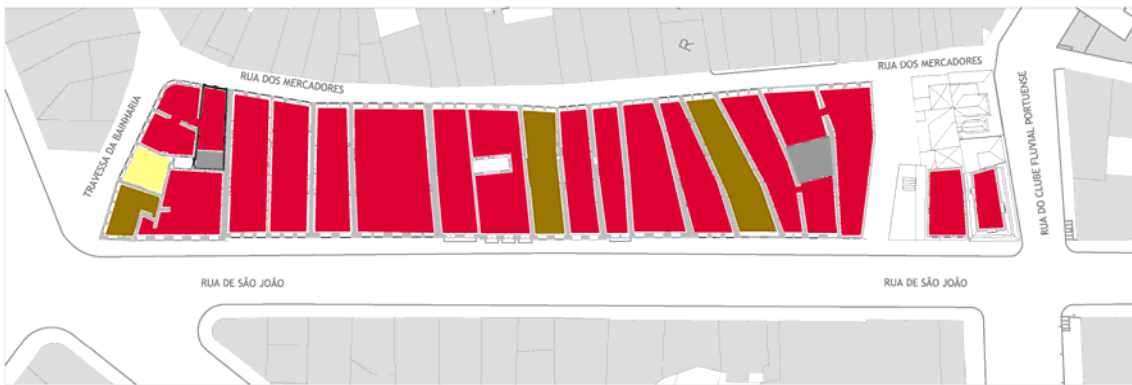 R
RUA DOS MERCADORES
RUA DOS MERCADORES
TRAVESSA DA BAINHARIA
RUA DO CLUBE FLUVIAL PORTUENSE
RUA DE SÃO JOÃO
RUA DE SÃO JOÃO